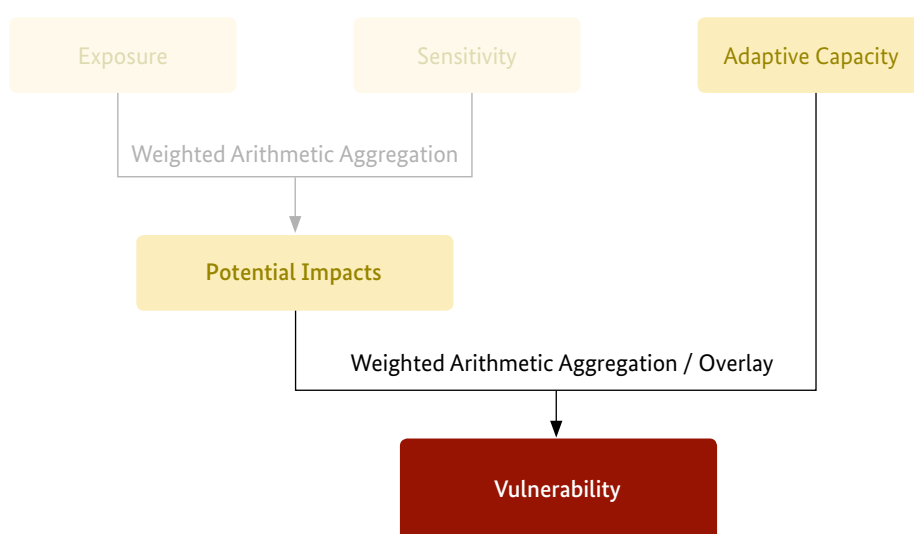 Exposure
Sensitivity
Adaptive Capacity
Weighted Arithmetic Aggregation
Potential Impacts
Weighted Arithmetic Aggregation / Overlay
Vulnerability